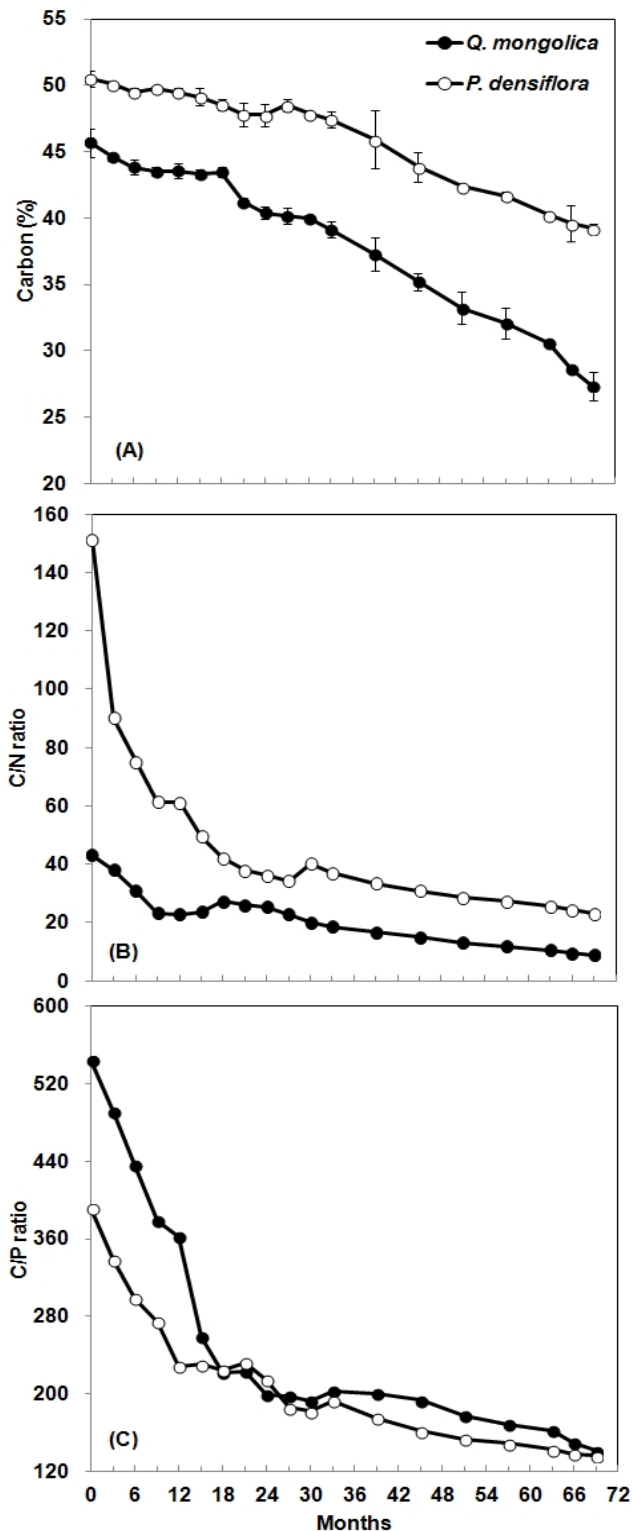 55
50
45
40
35
30
25
20
Carbon (%)
Q. mongolica
P. densiflora
(A)
160
140
120
100
80
60
40
20
0
C/N ratio
(B)
600
520
440
360
280
200
120
C/P ratio
(C)
0 6 12 18 24 30 36 42 48 54 60 66 72
Months